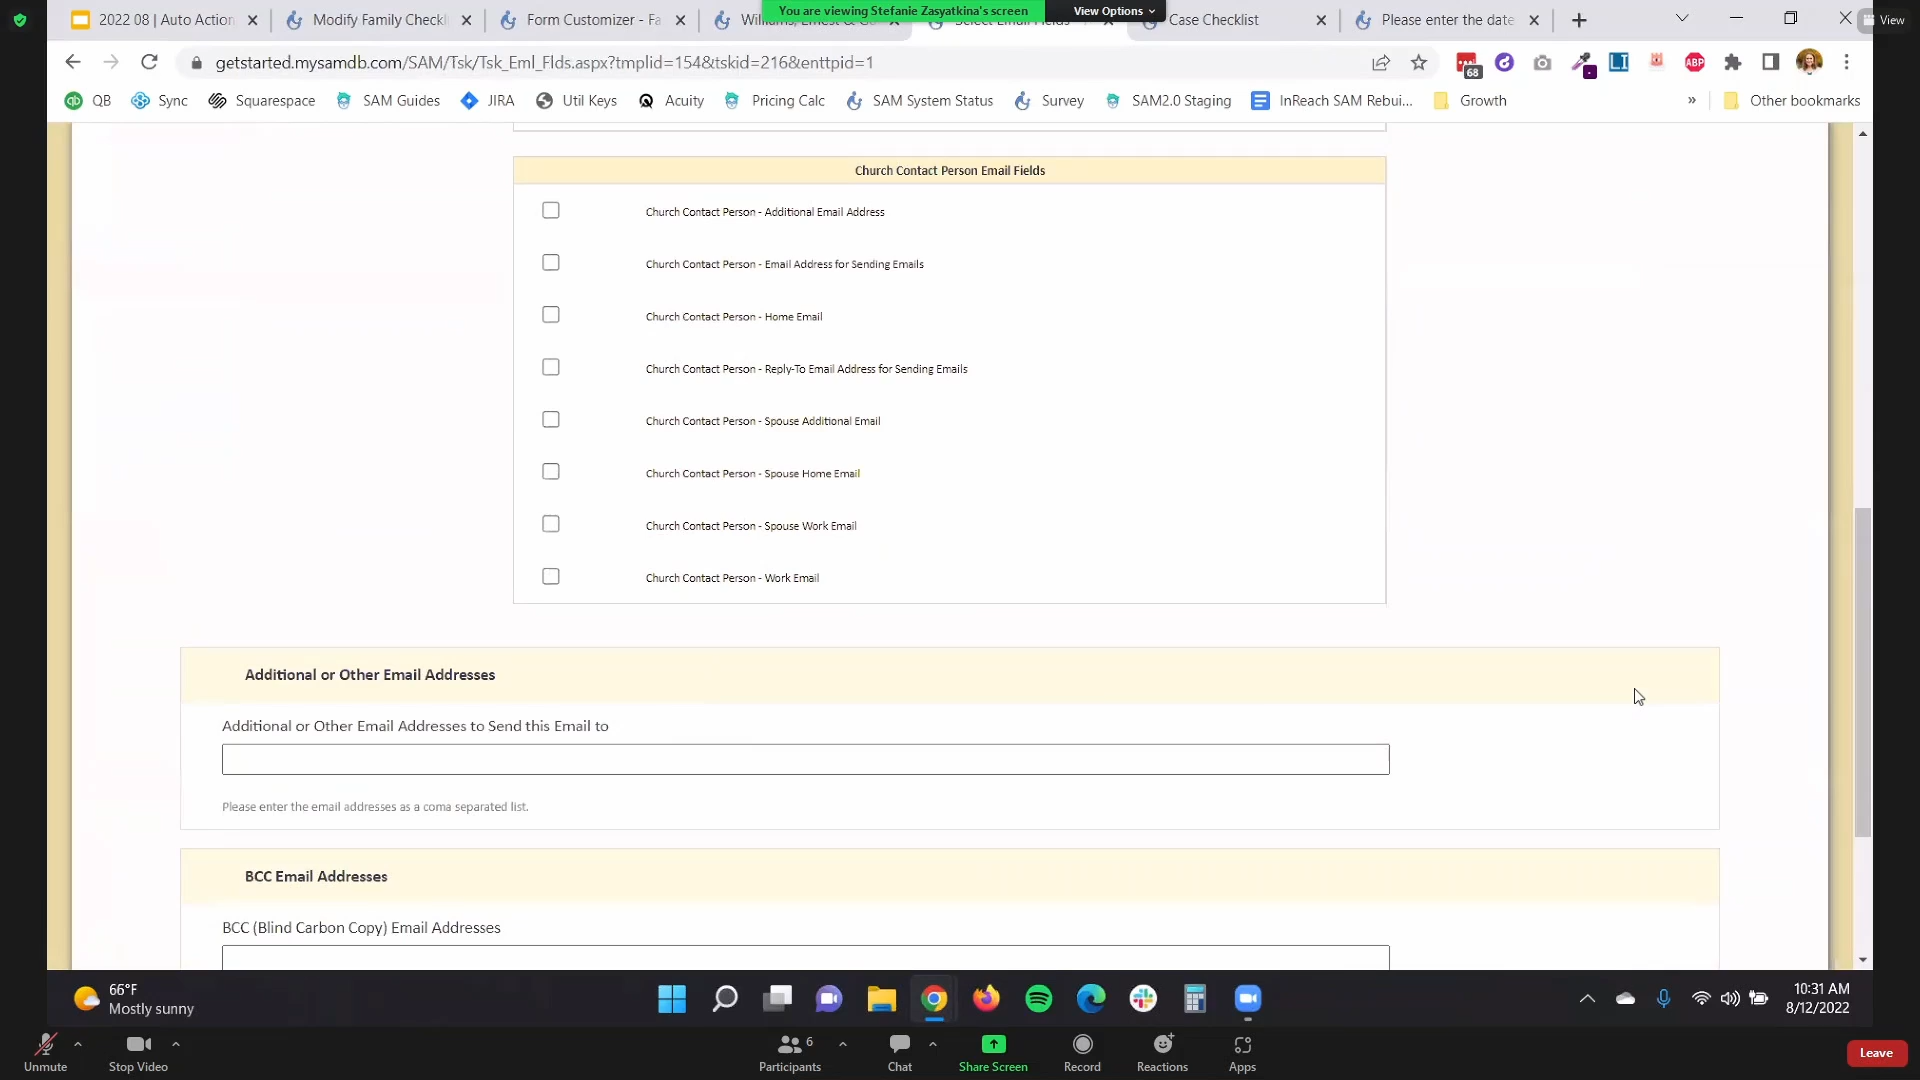 You are viewing Stefanie Zasyatkina's screen
View Options
View
2022 08 | Auto Action
Modify Family Checkl
Form Customizer - Fa
Case Checklist
Please enter the date
getstarted.mysamdb.com/SAM/Tsk/Tsk_Eml_Flds.aspx?tmplid=154&tskid=216&enttpid=1
68
ABP
QB
Sync
Squarespace
SAM Guides
JIRA
Util Keys
Acuity
Pricing Calc
SAM System Status
Survey
SAM2.0 Staging
InReach SAM Rebui...
Growth
»
Other bookmarks
Church Contact Person Email Fields
Church Contact Person - Additional Email Address
Church Contact Person - Email Address for Sending Emails
Church Contact Person - Home Email
Church Contact Person - Reply-To Email Address for Sending Emails
Church Contact Person - Spouse Additional Email
Church Contact Person - Spouse Home Email
Church Contact Person - Spouse Work Email
Church Contact Person - Work Email
Additional or Other Email Addresses
Additional or Other Email Addresses to Send this Email to
Please enter the email addresses as a coma separated list.
BCC Email Addresses
BCC (Blind Carbon Copy) Email Addresses
66°F
Mostly sunny
10:31 AM
8/12/2022
Unmute
Stop Video
6
Participants
Chat
Share Screen
Record
Reactions
Apps
Leave